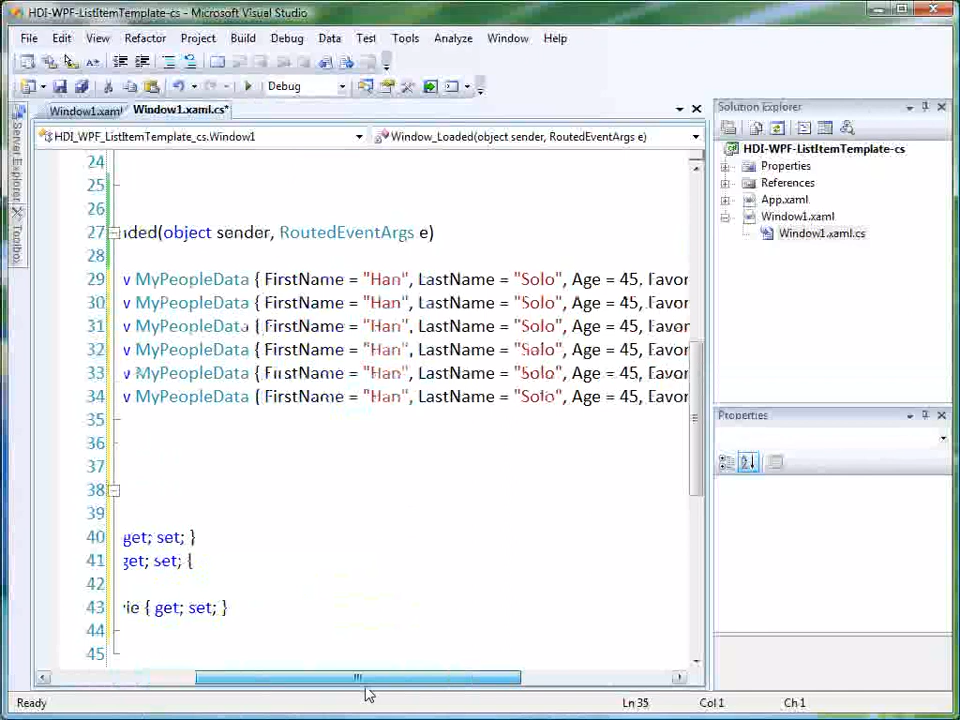 HDI-WPF-ListItemTemplate-cs - Microsoft Visual Studio
File Edit View Refactor Project Build Debug Data Test Tools Analyze Window Help
Debug
Window1.xaml Window1.xaml.cs*
Solution Explorer
HDI_WPF_ListItemTemplate_cs.Window1 Window_Loaded(object sender, RoutedEventArgs e)
Server Explorer
Toolbox
HDI-WPF-ListItemTemplate-cs
Properties
References
App.xaml
Window1.xaml
Window1.xaml.cs
24
25
26
27 ided(object sender, RoutedEventArgs e)
28
29 v MyPeopleData { FirstName = "Han", LastName = "Solo", Age = 45, Favor
30 v MyPeopleData { FirstName = "Han", LastName = "Solo", Age = 45, Favor
31 v MyPeopleData { FirstName = "Han", LastName = "Solo", Age = 45, Favor
32 v MyPeopleData { FirstName = "Han", LastName = "Solo", Age = 45, Favor
33 v MyPeopleData { FirstName = "Han", LastName = "Solo", Age = 45, Favor
34 v MyPeopleData { FirstName = "Han", LastName = "Solo", Age = 45, Favor
35
36
37
38
39
40 get; set; }
41 get; set; {
42
43 rie { get; set; }
44
45
Properties
Ready Ln 35 Col 1 Ch 1